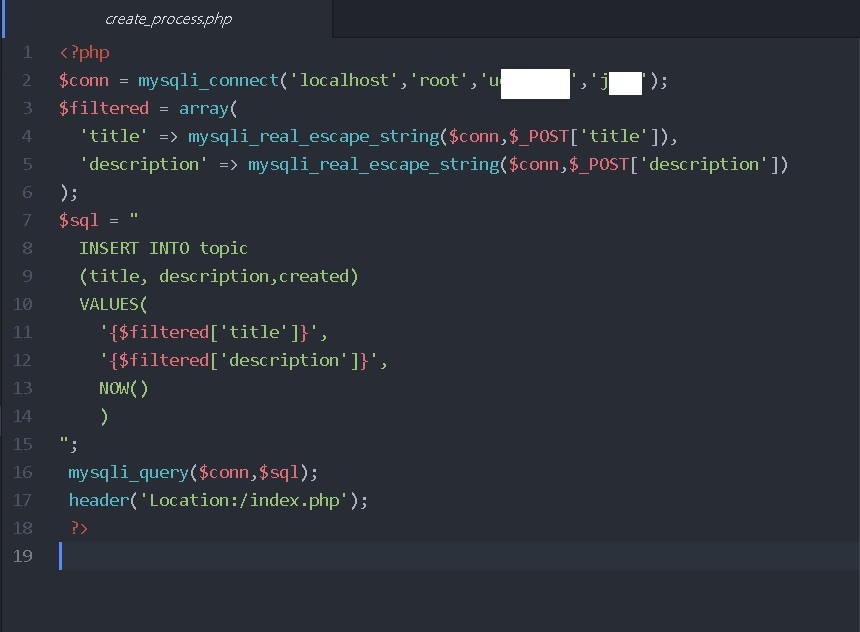 create_process.php
1 <?php
2 $conn = mysqli_connect('localhost','root','u ','j ');
3 $filtered = array(
4 'title' => mysqli_real_escape_string($conn,$_POST['title']),
5 'description' => mysqli_real_escape_string($conn,$_POST['description'])
6 );
7 $sql = "
8 INSERT INTO topic
9 (title, description,created)
10 VALUES(
11 '{$filtered['title']}',
12 '{$filtered['description']}',
13 NOW()
14 )
15 ";
16 mysqli_query($conn,$sql);
17 header('Location:/index.php');
18 ?>
19